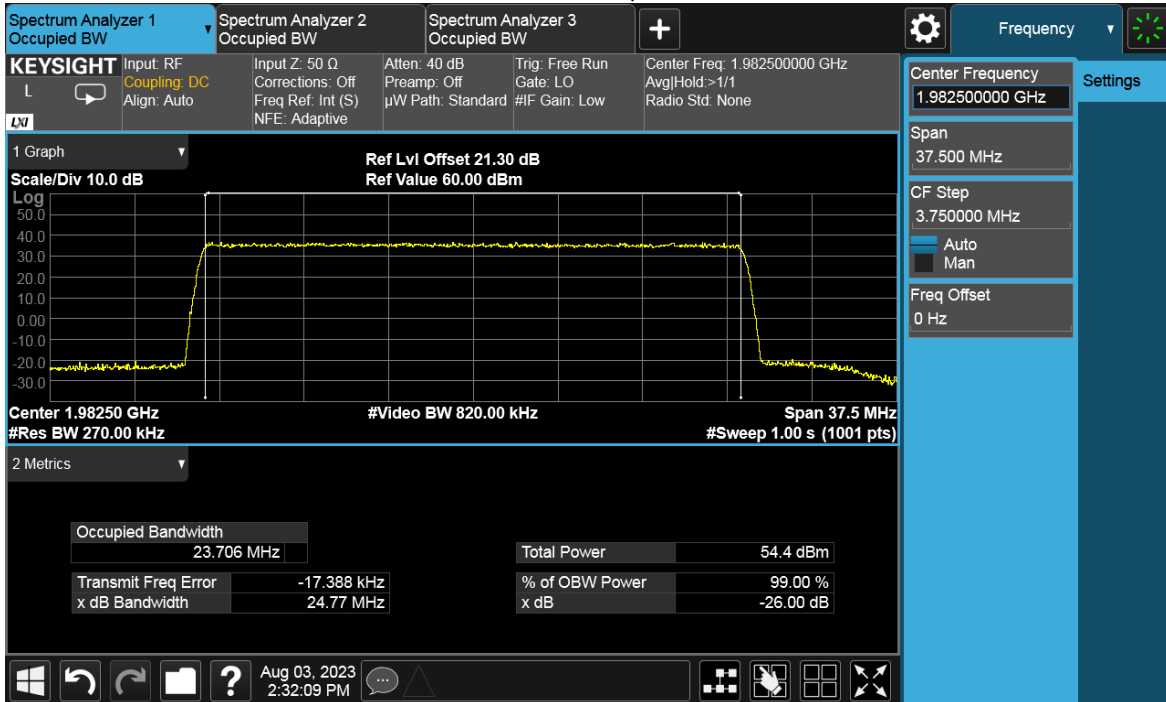 Spectrum Analyzer 1
Occupied BW
Spectrum Analyzer 2
Occupied BW
Spectrum Analyzer 3
Occupied BW
+
Frequency
KEYSIGHT
L
LXI
Input: RF
Coupling: DC
Align: Auto
Input Z: 50 Ω
Corrections: Off
Freq Ref: Int (S)
NFE: Adaptive
Atten: 40 dB
Preamp: Off
µW Path: Standard
Trig: Free Run
Gate: LO
#IF Gain: Low
Center Freq: 1.982500000 GHz
Avg|Hold:>1/1
Radio Std: None
Center Frequency
1.982500000 GHz
Settings
Span
37.500 MHz
CF Step
3.750000 MHz
Auto
Man
Freq Offset
0 Hz
1 Graph
Scale/Div 10.0 dB
Ref Lvl Offset 21.30 dB
Ref Value 60.00 dBm
Log
50.0
40.0
30.0
20.0
10.0
0.00
-10.0
-20.0
-30.0
Center 1.98250 GHz
#Video BW 820.00 kHz
Span 37.5 MHz
#Res BW 270.00 kHz
#Sweep 1.00 s (1001 pts)
2 Metrics
Occupied Bandwidth
23.706 MHz
Total Power 54.4 dBm
Transmit Freq Error -17.388 kHz
% of OBW Power 99.00 %
x dB Bandwidth 24.77 MHz
x dB -26.00 dB
?
Aug 03, 2023
2:32:09 PM